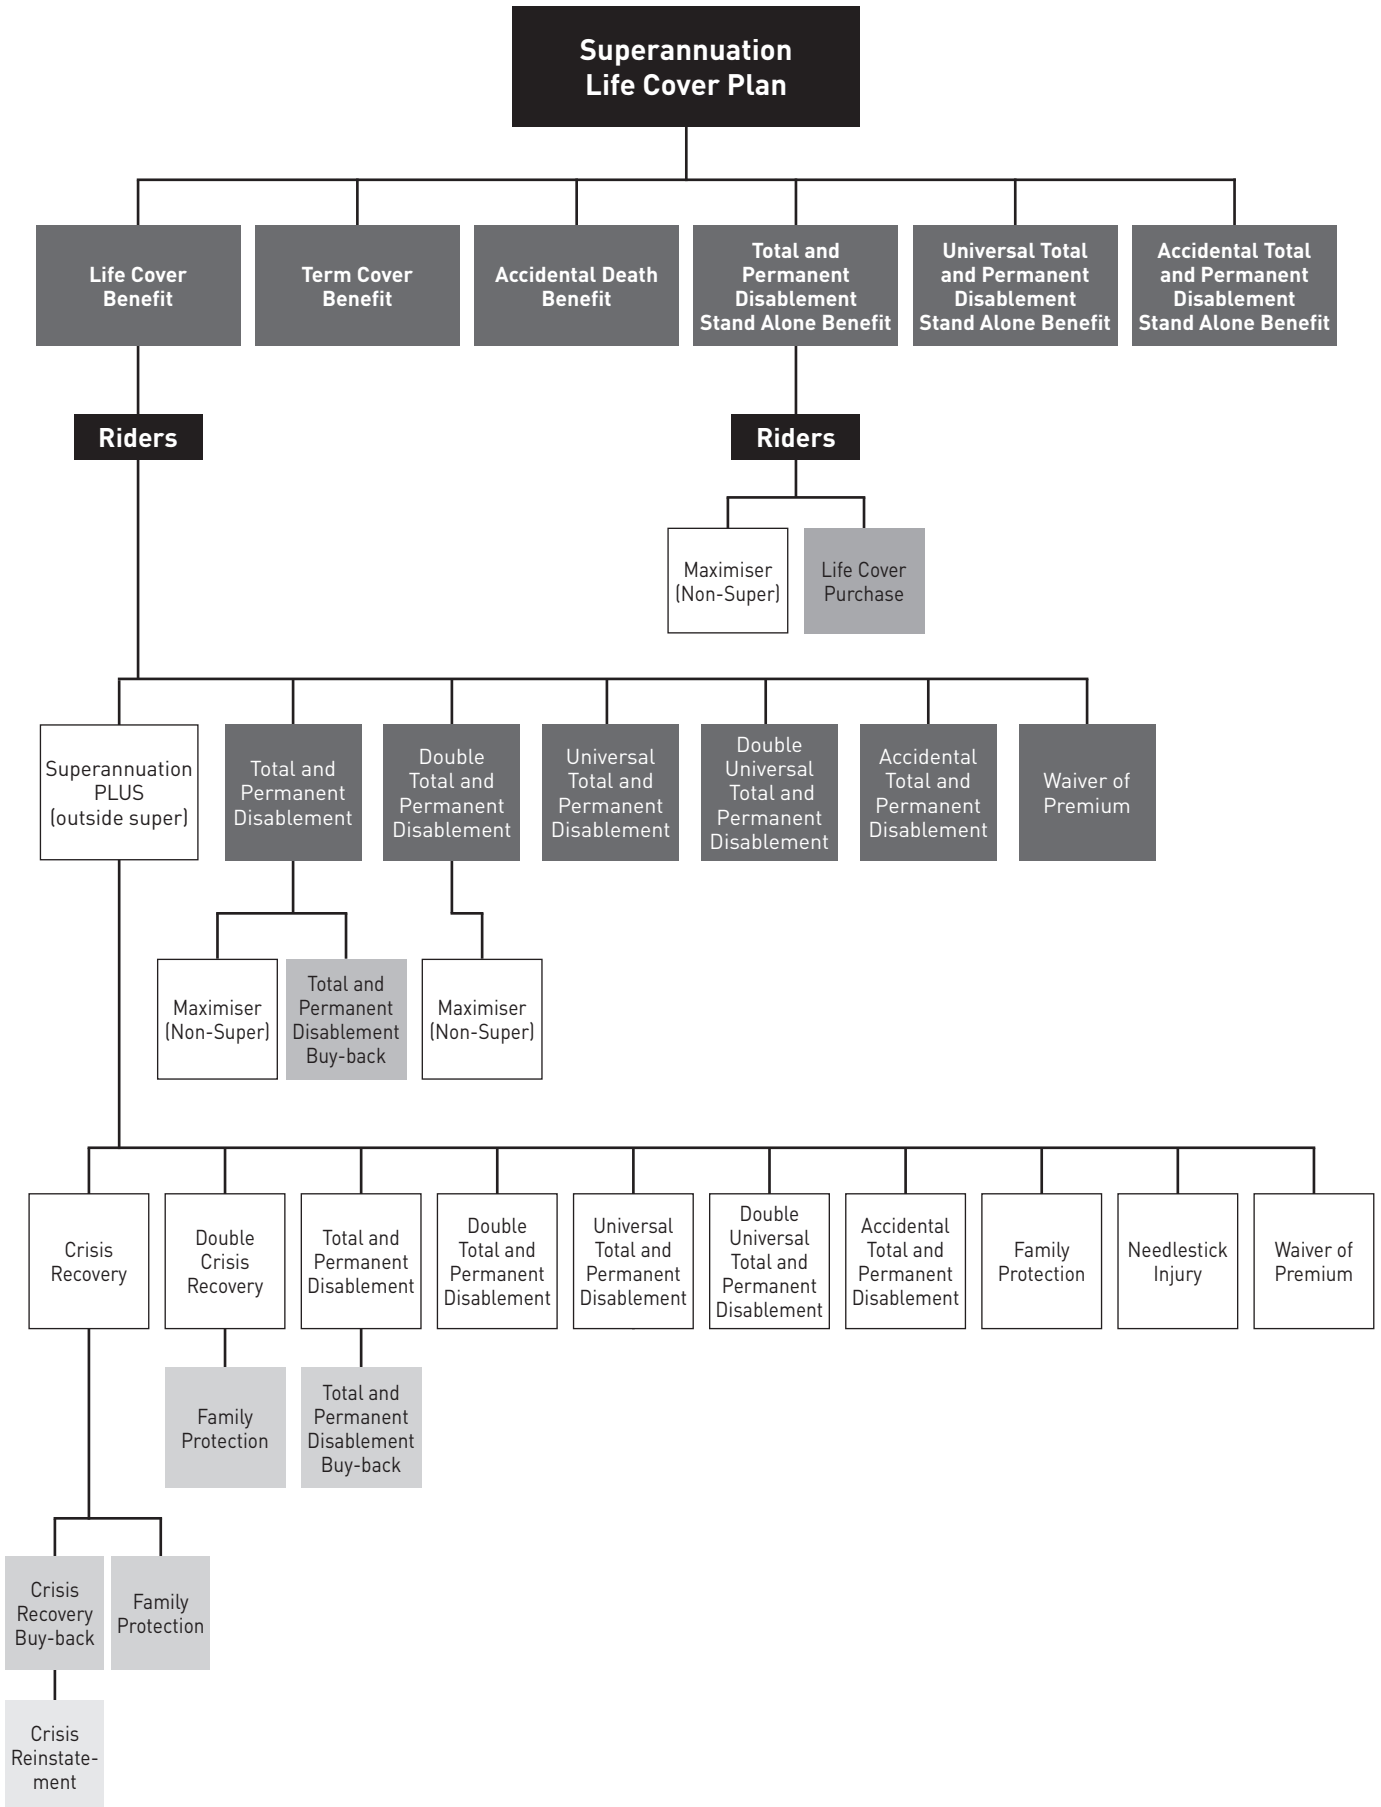 Superannuation
Life Cover Plan
Life Cover
Benefit
Term Cover
Benefit
Accidental Death
Benefit
Total and
Permanent
Disablement
Stand Alone Benefit
Universal Total
and Permanent
Disablement
Stand Alone Benefit
Accidental Total
and Permanent
Disablement
Stand Alone Benefit
Riders
Riders
Maximiser
(Non-Super)
Life Cover
Purchase
Superannuation
PLUS
(outside super)
Total and
Permanent
Disablement
Double
Total and
Permanent
Disablement
Universal
Total and
Permanent
Disablement
Double
Universal
Total and
Permanent
Disablement
Accidental
Total and
Permanent
Disablement
Waiver of
Premium
Maximiser
(Non-Super)
Total and
Permanent
Disablement
Buy-back
Maximiser
(Non-Super)
Crisis
Recovery
Double
Crisis
Recovery
Total and
Permanent
Disablement
Double
Total and
Permanent
Disablement
Universal
Total and
Permanent
Disablement
Double
Universal
Total and
Permanent
Disablement
Accidental
Total and
Permanent
Disablement
Family
Protection
Needlestick
Injury
Waiver of
Premium
Family
Protection
Total and
Permanent
Disablement
Buy-back
Crisis
Recovery
Buy-back
Family
Protection
Crisis
Reinstate-
ment